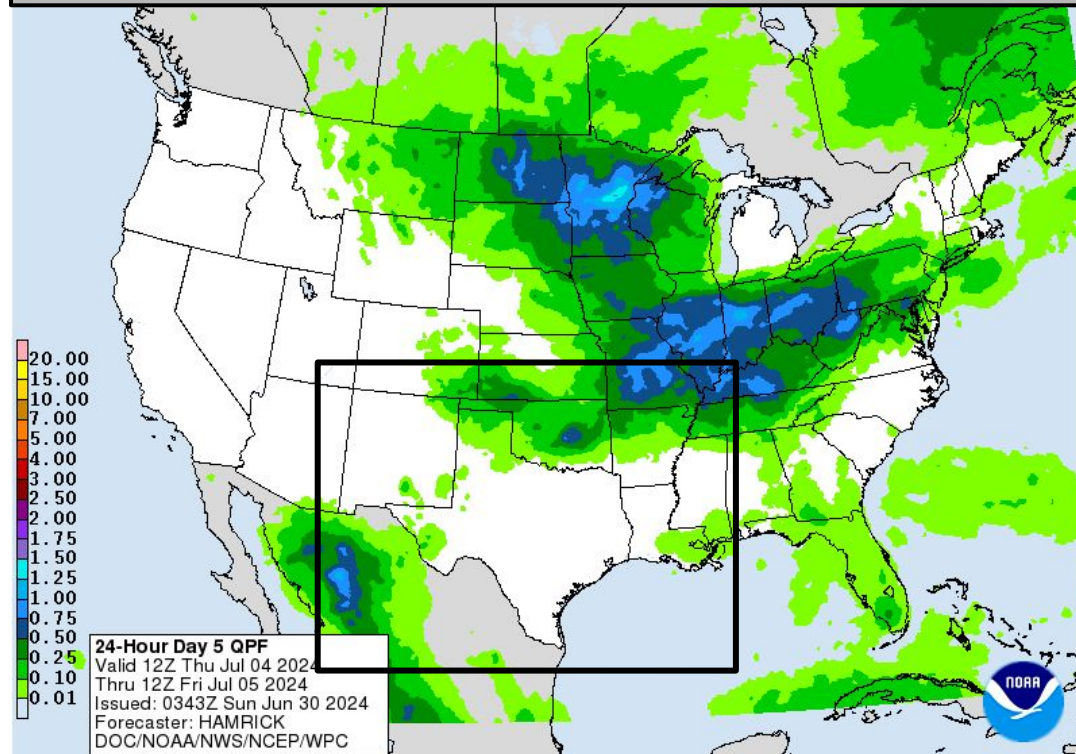 20.00
15.00
10.00
7.00
5.00
4.00
3.00
2.50
2.00
1.75
1.50
1.25
1.00
0.75
0.50
0.25
0.10
0.01
24-Hour Day 5 QPF
Valid 12Z Thu Jul 04 2024
Thru 12Z Fri Jul 05 2024
Issued: 0343Z Sun Jun 30 2024
Forecaster: HAMRICK
DOC/NOAA/NWS/NCEP/WPC
NOAA